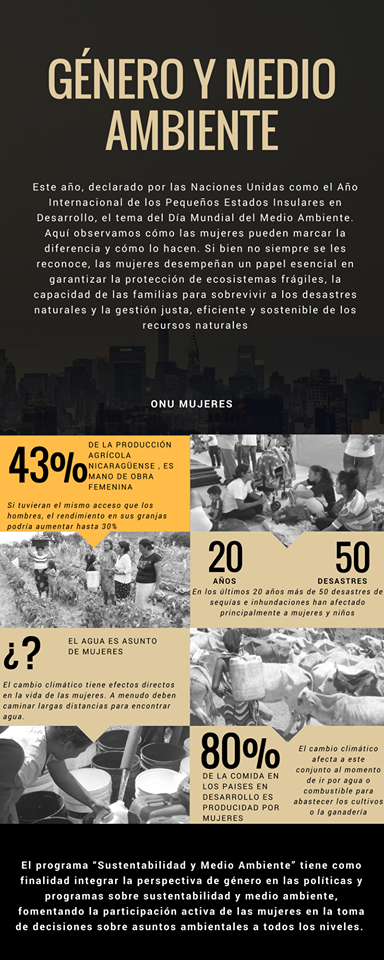 GÉNERO Y MEDIO
AMBIENTE
Este año, declarado por las Naciones Unidas como el Año
Internacional de los Pequeños Estados Insulares en
Desarrollo, el tema del Día Mundial del Medio Ambiente.
Aquí observamos cómo las mujeres pueden marcar la
diferencia y cómo lo hacen. Si bien no siempre se les
reconoce, las mujeres desempeñan un papel esencial en
garantizar la protección de ecosistemas frágiles, la
capacidad de las familias para sobrevivir a los desastres
naturales y la gestión justa, eficiente y sostenible de los
recursos naturales
ONU MUJERES
43%
DE LA PRODUCCIÓN
AGRÍCOLA
NICARAGÜENSE , ES
MANO DE OBRA
FEMENINA
Si tuvieran el mismo acceso que los
hombres, el rendimiento en sus granjas
podría aumentar hasta 30%
20
AÑOS
50
DESASTRES
En los últimos 20 años más de 50 desastres de
sequías e inhundaciones han afectado
principalmente a mujeres y niños
¿?
EL AGUA ES ASUNTO
DE MUJERES
El cambio climático tiene efectos directos
en la vida de las mujeres. A menudo deben
caminar largas distancias para encontrar
agua.
80%
DE LA COMIDA EN
LOS PAISES EN
DESARROLLO ES
PRODUCIDAD POR
MUJERES
El cambio climático
afecta a este
conjunto al momento
de ir por agua o
combustible para
abastecer los cultivos
o la ganadería
El programa “Sustentabilidad y Medio Ambiente” tiene como
finalidad integrar la perspectiva de género en las políticas y
programas sobre sustentabilidad y medio ambiente,
fomentando la participación activa de las mujeres en la toma
de decisiones sobre asuntos ambientales a todos los niveles.